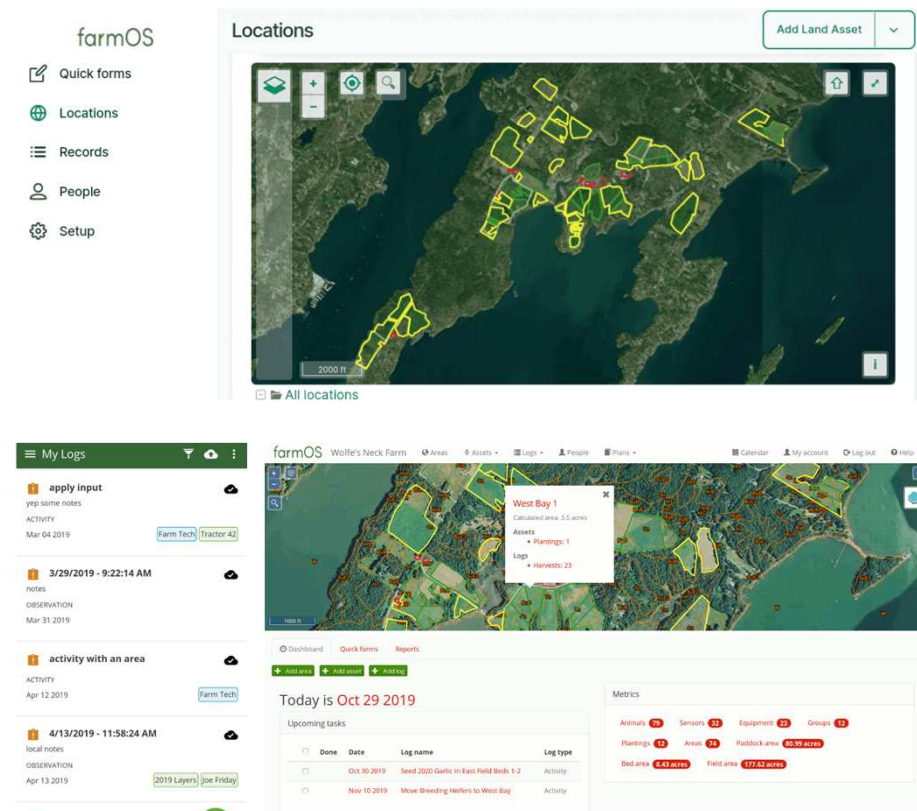 farmOS
Locations
Add Land Asset
Quick forms
Locations
Records
People
Setup
2000 ft
i
All locations
My Logs
apply input
yep some notes
ACTIVITY
Mar 04 2019
Farm Tech
Tractor 42
3/29/2019 - 9:22:14 AM
notes
OBSERVATION
Mar 31 2019
activity with an area
ACTIVITY
Apr 12 2019
Farm Tech
4/13/2019 - 11:58:24 AM
local notes
OBSERVATION
Apr 13 2019
2019 Layers
Joe Friday
farmOS Wolfe's Neck Farm Areas Assets Logs People Plans Calendar My account Log out Help
West Bay 1
Calculated area: 3.5 acres
Assets
Plantings: 1
Logs
Harvests: 23
1000 ft
Dashboard Quick forms Reports
+ Add area + Add asset + Add log
Today is Oct 29 2019
Upcoming tasks
Done Date Log name Log type
Oct 30 2019 Seed 2020 Garlic in East Field Beds 1-2 Activity
Nov 10 2019 Move Breeding Heifers to West Bay Activity
Metrics
Animals 79 Sensors 32 Equipment 23 Groups 12
Plantings 12 Areas 74 Paddock area 80.99 acres
Bed area 8.43 acres Field area 177.62 acres